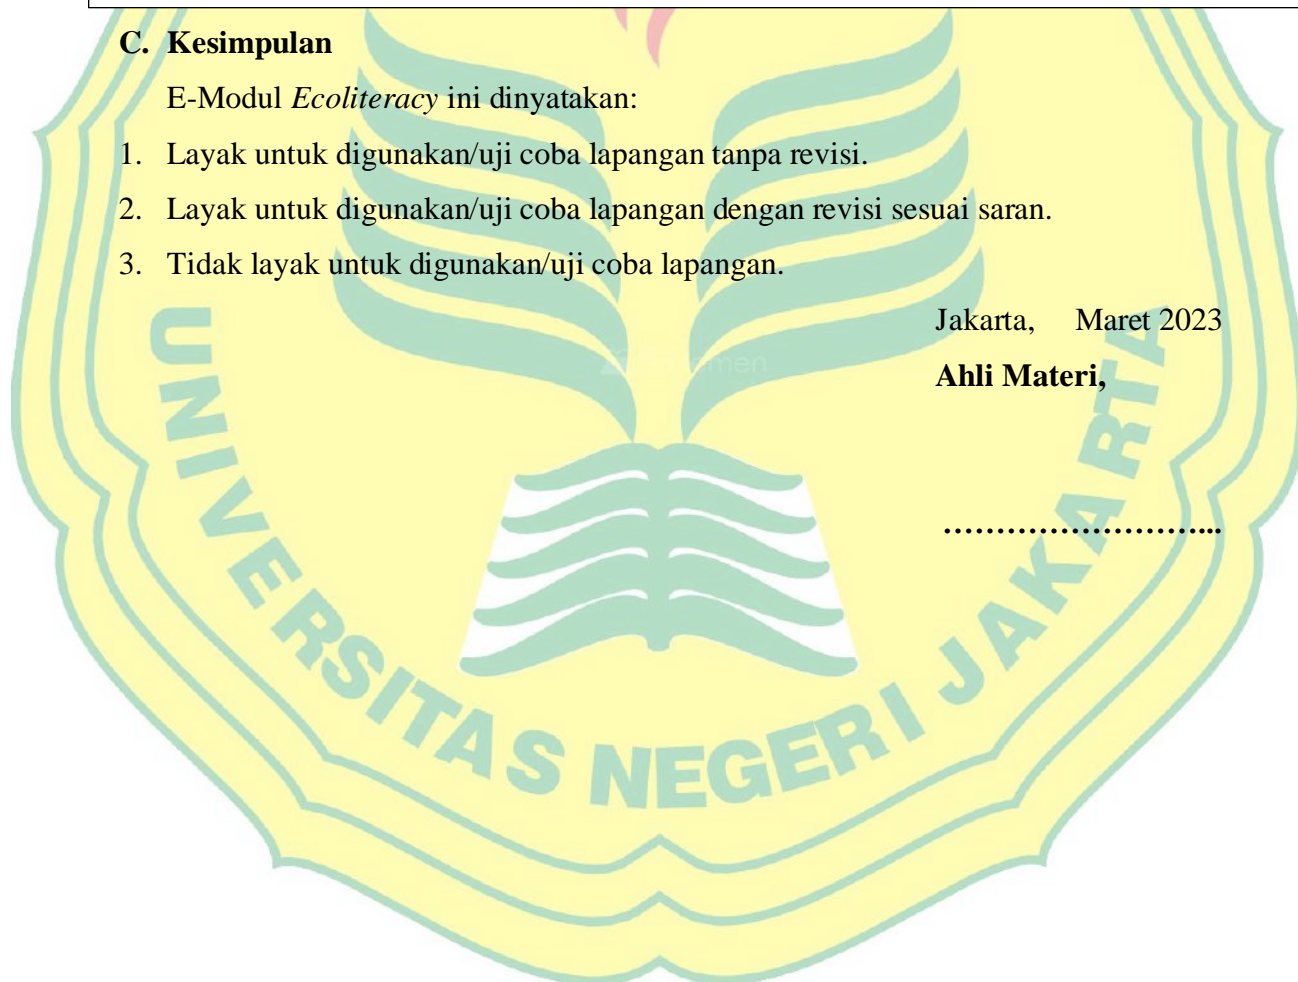 C. Kesimpulan
E-Modul Ecoliteracy ini dinyatakan:
1. Layak untuk digunakan/uji coba lapangan tanpa revisi.
2. Layak untuk digunakan/uji coba lapangan dengan revisi sesuai saran.
3. Tidak layak untuk digunakan/uji coba lapangan.
Jakarta, Maret 2023
Ahli Materi,
………………………...
UNIVERSITAS NEGERI JAKARTA